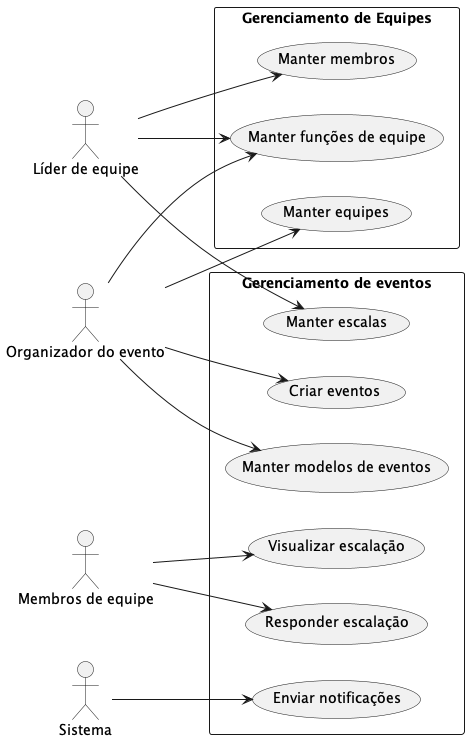 Gerenciamento de Equipes
Manter membros
Manter funções de equipe
Líder de equipe
Manter equipes
Gerenciamento de eventos
Manter escalas
Organizador do evento
Criar eventos
Manter modelos de eventos
Visualizar escalação
Membros de equipe
Responder escalação
Enviar notificações
Sistema